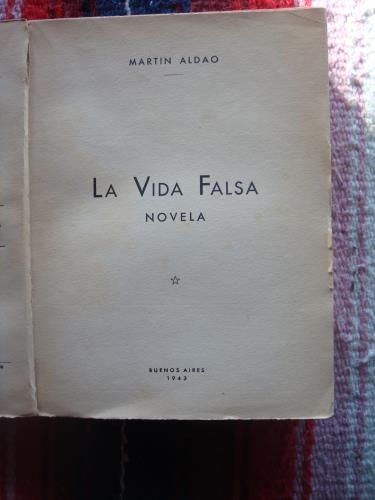 MARTIN ALDAO
LA VIDA FALSA
NOVELA
BUENOS AIRES
1943